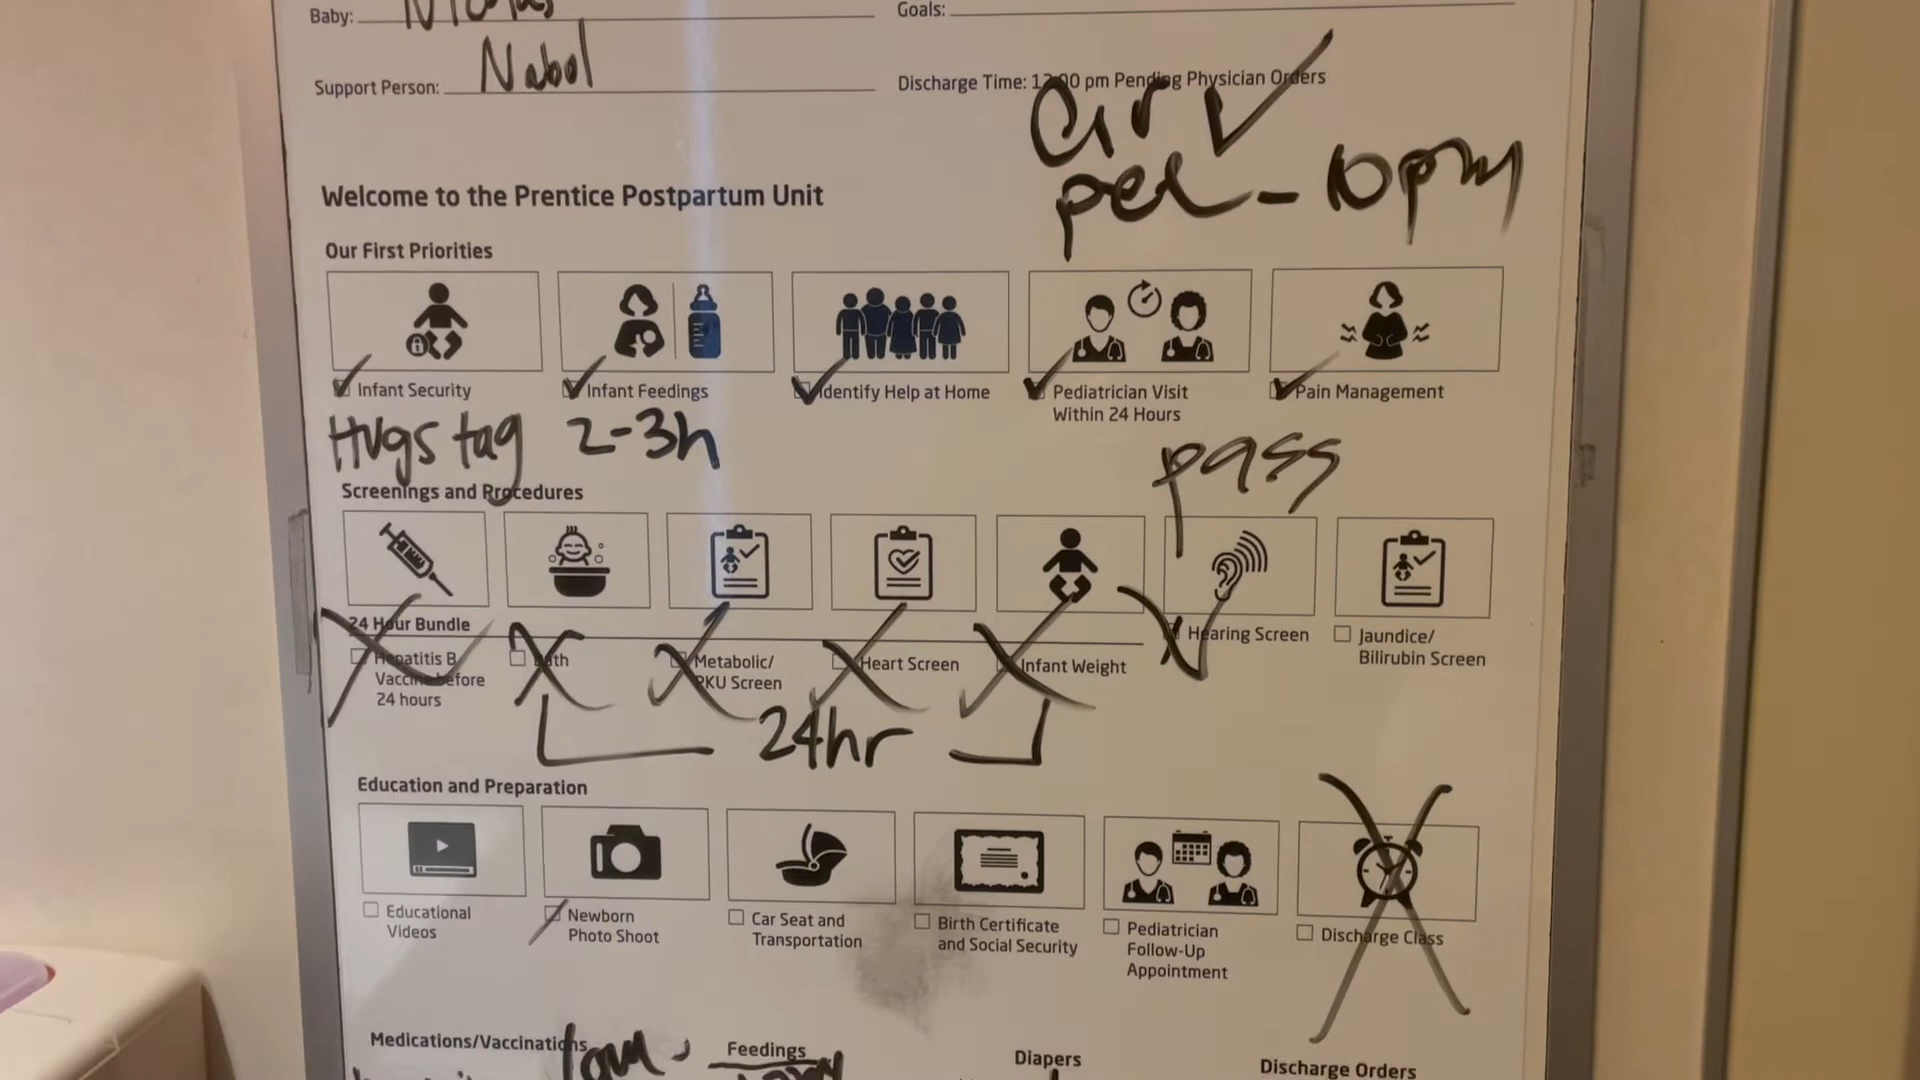 Baby:
Goals:
Support Person: Nabol
Discharge Time: 12:00 pm Pending Physician Orders
Cir ✓
ped - 10pm
Welcome to the Prentice Postpartum Unit
Our First Priorities
Infant Security
Infant Feedings
Identify Help at Home
Pediatrician Visit
Within 24 Hours
Pain Management
Hugs tag
2-3h
pass
Screenings and Procedures
24 Hour Bundle
Hepatitis B
Vaccine before
24 hours
Bath
Metabolic/
PKU Screen
Heart Screen
Infant Weight
Hearing Screen
Jaundice/
Bilirubin Screen
24hr
Education and Preparation
Educational
Videos
Newborn
Photo Shoot
Car Seat and
Transportation
Birth Certificate
and Social Security
Pediatrician
Follow-Up
Appointment
Discharge Class
Medications/Vaccinations
Feedings
Diapers
Discharge Orders